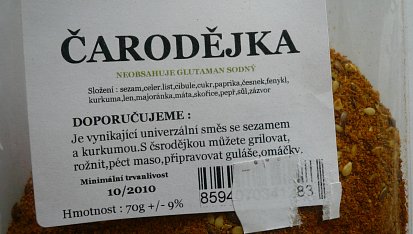 ČARODĚJKA
NEOBSAHUJE GLUTAMAN SODNÝ
Složení : sezam,celer.list,cibule,cukr,paprika,česnek,fenykl,
kurkuma,len,majoránka,máta,skořice,pepř,sůl,zázvor
DOPORUČUJEME :
Je vynikající univerzální směs se sezamem
a kurkumou.S čsrodějkou můžete grilovat,
rožnit,péct maso,připravovat guláše,omáčky.
Minimální trvanlivost
10/2010
Hmotnost : 70g +/- 9%